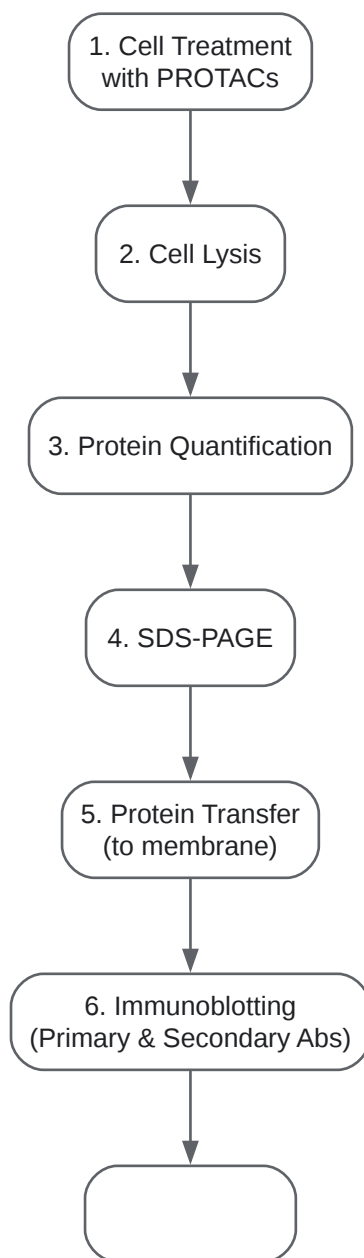 1. Cell Treatment
with PROTACs
2. Cell Lysis
3. Protein Quantification
4. SDS-PAGE
5. Protein Transfer
(to membrane)
6. Immunoblotting
(Primary & Secondary Abs)